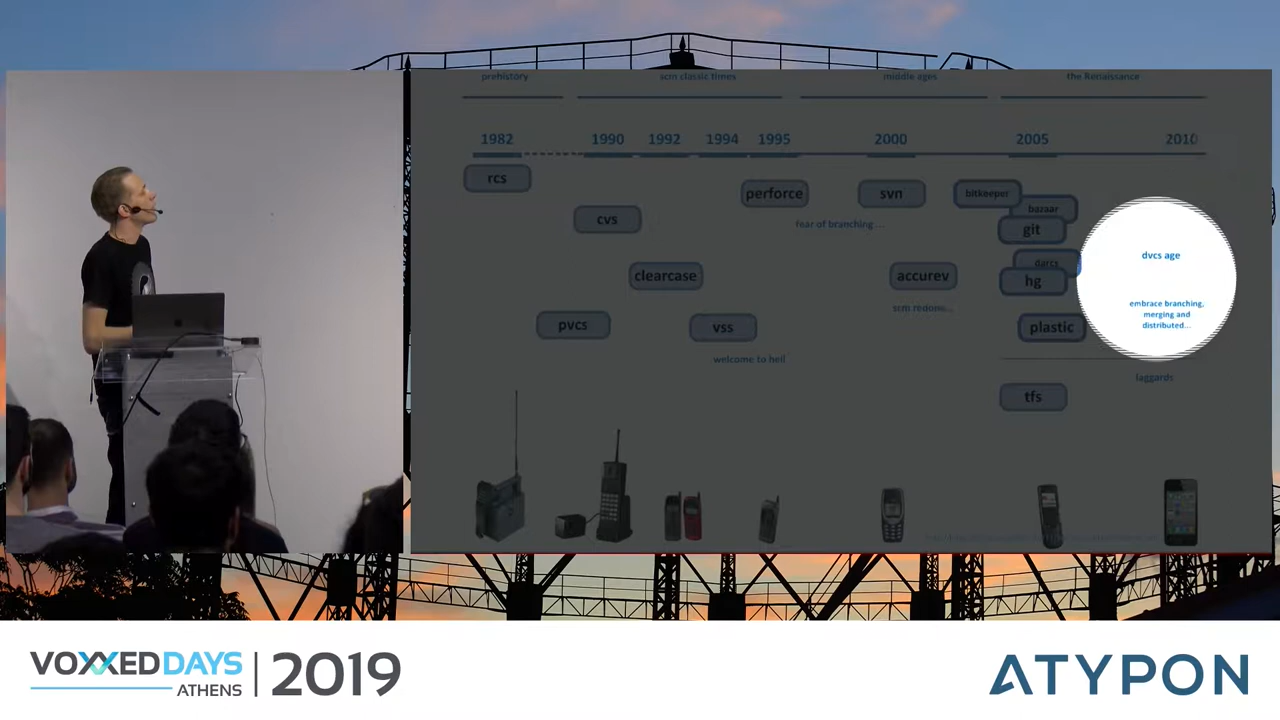 prehistory
scm classic times
middle ages
the Renaissance
1982
1990
1992
1994
1995
2000
2005
2010
rcs
perforce
svn
bitkeeper
bazaar
cvs
fear of branching...
git
dvcs age
darcs
clearcase
accurev
hg
embrace branching,
merging and
distributed...
scm redone...
pvcs
vss
plastic
welcome to hell
laggards
tfs
VOXXED DAYS
ATHENS
2019
ATYPON